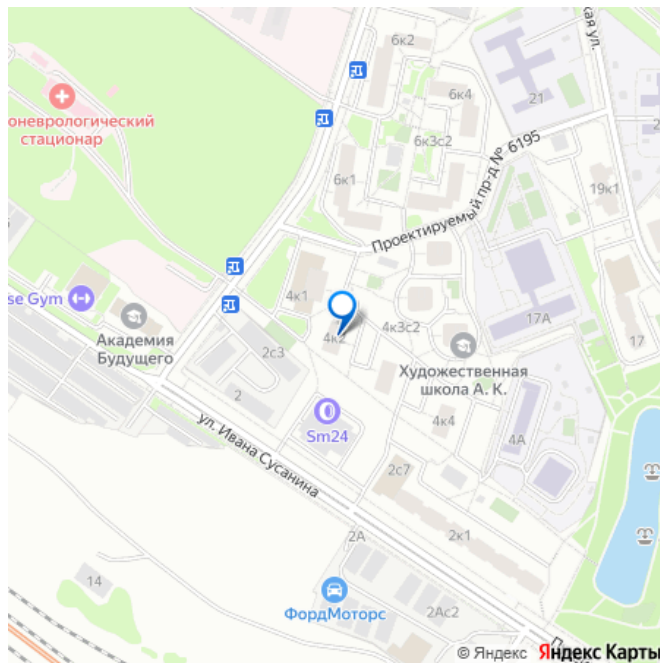 6к2
кая ул.
6к4
21
оневрологический
стационар
6к3с2
Проектируемый пр-д № 6195
6к1
19к1
se Gym
4к1
17А
Академия
Будущего
4к2
4к3с2
17
2с3
Художественная
школа А. К.
2
Sm24
4к4
4А
ул. Ивана Сусанина
2с7
2А
2к1
14
ФордМоторс
2Ас2
© Яндекс Яндекс Карты